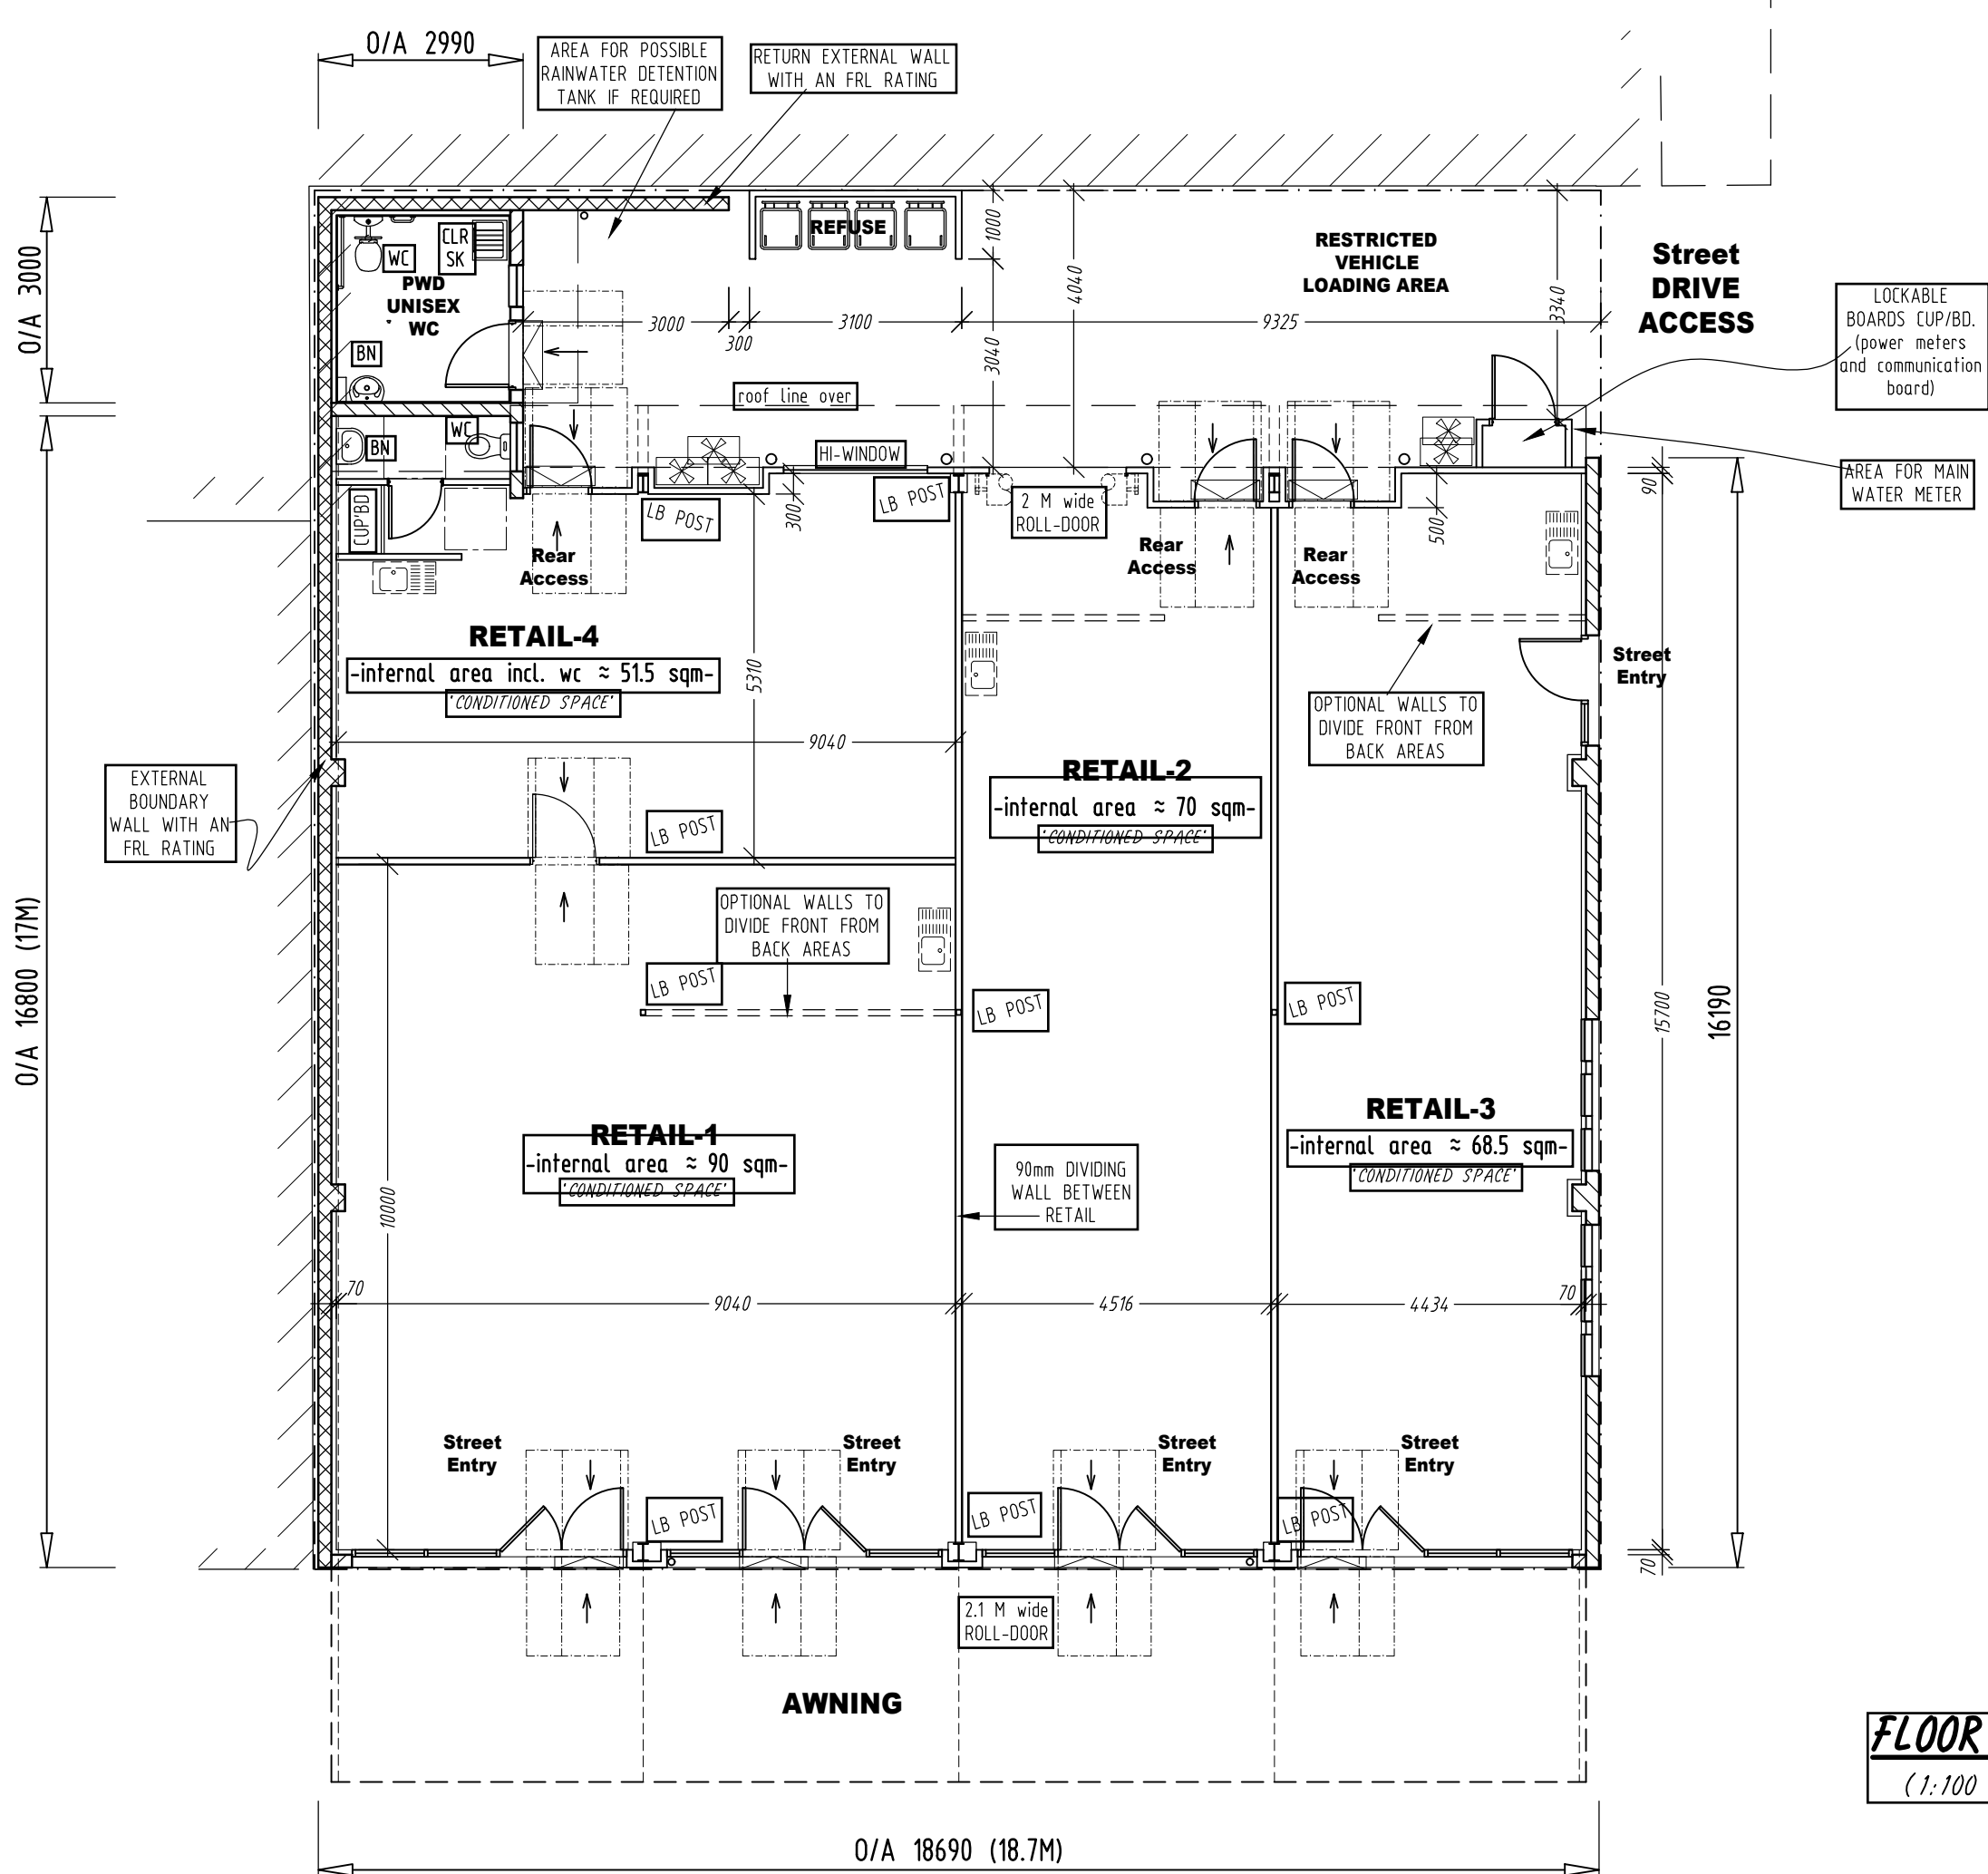 O/A 2990
AREA FOR POSSIBLE
RAINWATER DETENTION
TANK IF REQUIRED
RETURN EXTERNAL WALL
WITH AN FRL RATING
O/A 3000
WC
CLR
SK
PWD
UNISEX
WC
BN
REFUSE
1000
4040
3340
RESTRICTED
VEHICLE
LOADING AREA
Street
DRIVE
ACCESS
LOCKABLE
BOARDS CUP/BD.
(power meters
and communication
board)
3000
300
3100
9325
3040
roof line over
BN
WC
HI-WINDOW
CUP'BD
LB POST
300
LB POST
2 M wide
ROLL-DOOR
500
90
AREA FOR MAIN
WATER METER
Rear
Access
Rear
Access
Rear
Access
RETAIL-4
-internal area incl. wc ≈ 51.5 sqm-
'CONDITIONED SPACE'
5310
9040
Street
Entry
OPTIONAL WALLS TO
DIVIDE FRONT FROM
BACK AREAS
EXTERNAL
BOUNDARY
WALL WITH AN
FRL RATING
RETAIL-2
-internal area ≈ 70 sqm-
'CONDITIONED SPACE'
LB POST
OPTIONAL WALLS TO
DIVIDE FRONT FROM
BACK AREAS
LB POST
LB POST
LB POST
O/A 16800 (17M)
15700
16190
RETAIL-1
-internal area ≈ 90 sqm-
'CONDITIONED SPACE'
RETAIL-3
-internal area ≈ 68.5 sqm-
'CONDITIONED SPACE'
90mm DIVIDING
WALL BETWEEN
RETAIL
10000
70
9040
4516
4434
70
Street
Entry
Street
Entry
Street
Entry
Street
Entry
LB POST
LB POST
LB POST
70
2.1 M wide
ROLL-DOOR
AWNING
FLOOR
(1:100
O/A 18690 (18.7M)